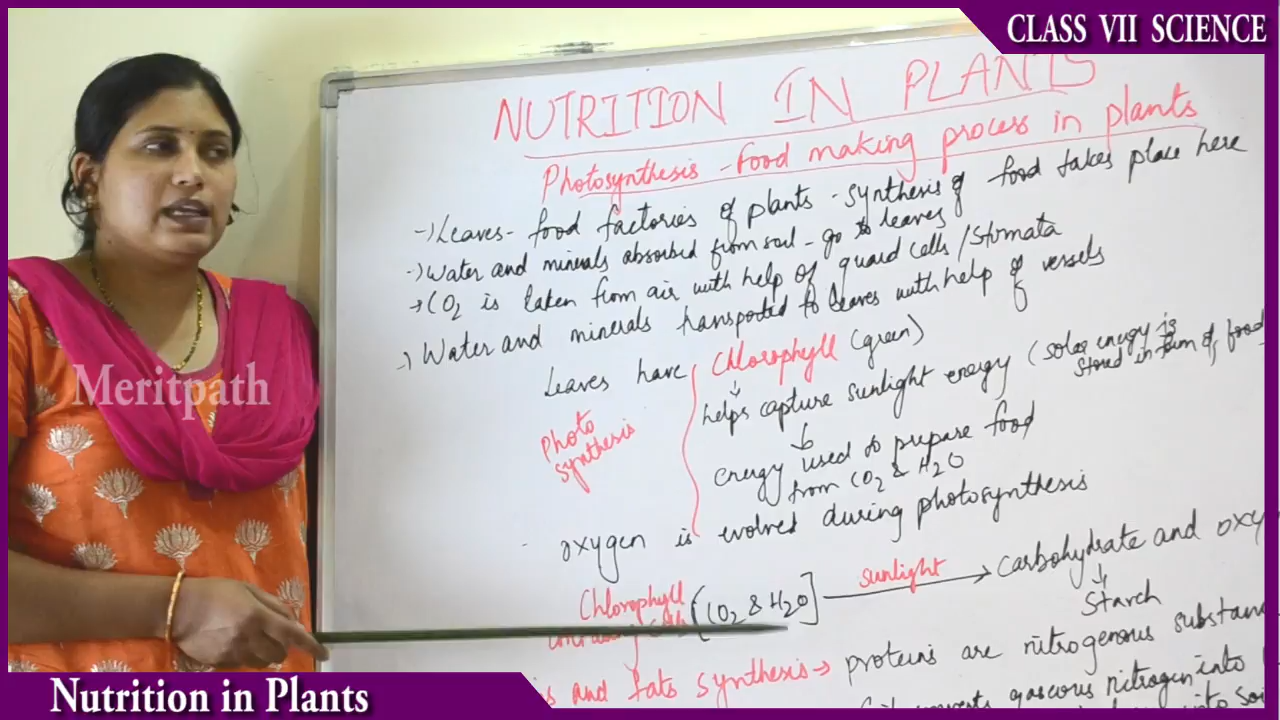 CLASS VII SCIENCE
NUTRITION IN PLANTS
Photosynthesis - food making process in plants
-) Leaves - food factories of plants - synthesis of food takes place here
-) Water and minerals absorbed from soil - go to leaves
-> CO2 is taken from air with help of guard cells / Stomata
-) Water and minerals transported to leaves with help of vessels
Leaves have Chlorophyll (green)
helps capture sunlight energy (solar energy is
stored in form of food
Photo
synthesis
energy used to prepare food
from CO2 & H2O
- oxygen is evolved during photosynthesis
Chlorophyll
[CO2 & H2O] sunlight -> carbohydrate and oxy
Starch
and fats synthesis -> proteins are nitrogenous substan
gaseous nitrogen into
into soi
Meritpath
Nutrition in Plants